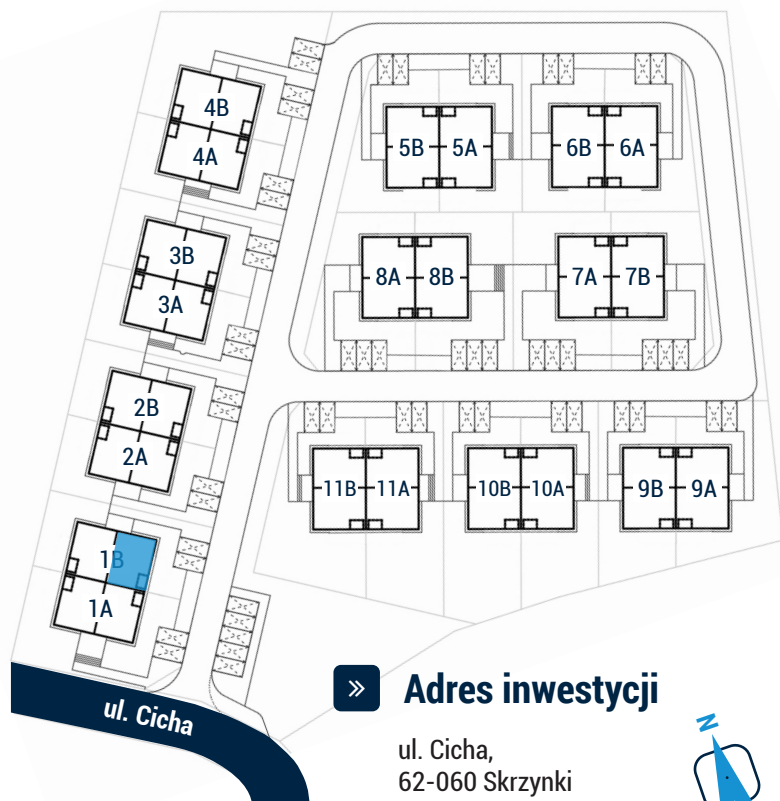 4B
4A
5B 5A 6B 6A
3B
3A
8A 8B 7A 7B
2B
2A
11B 11A 10B 10A 9B 9A
1B
1A
ul. Cicha
» Adres inwestycji
ul. Cicha,
62-060 Skrzynki
N